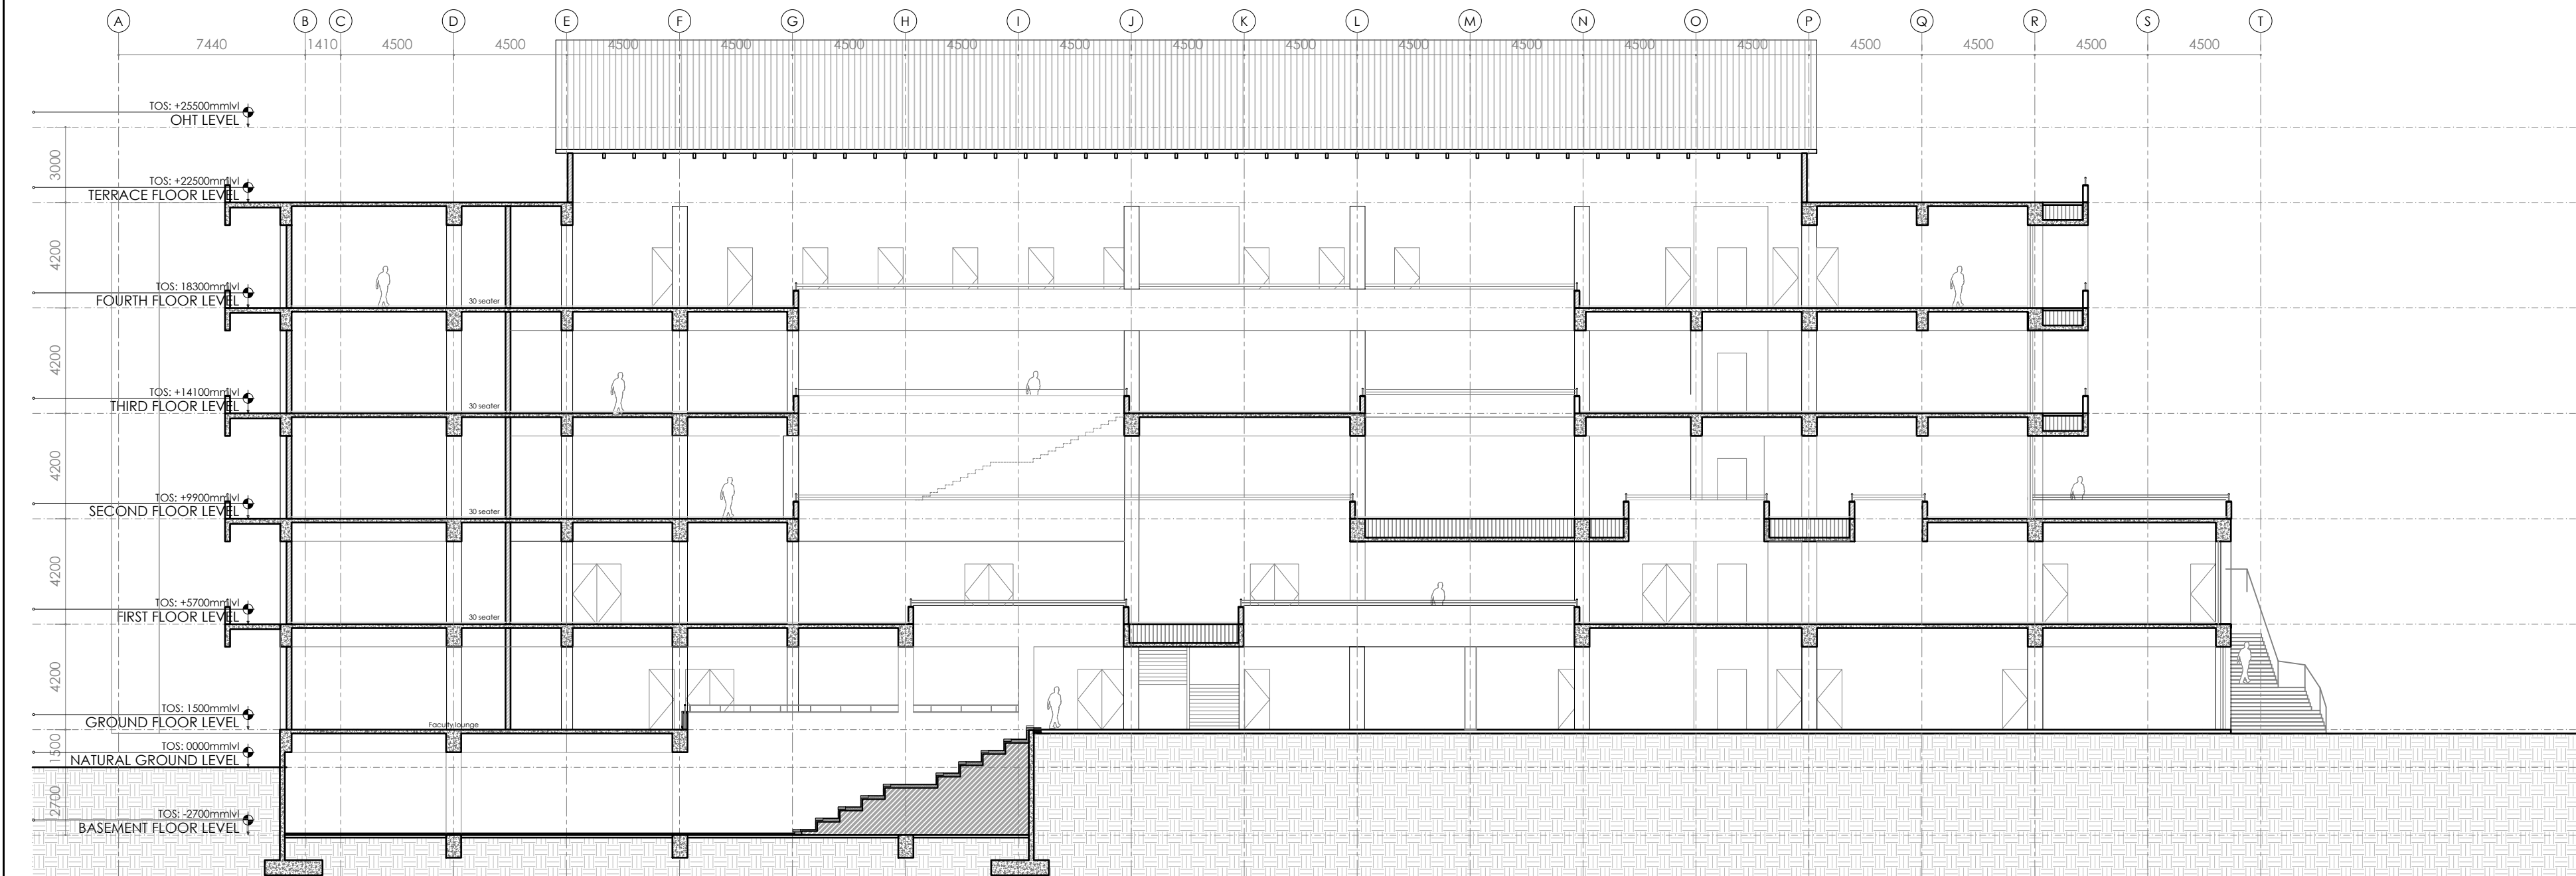 A B C D E F G H I J K L M N O P Q R S T
7440 1410 4500 4500 4500 4500 4500 4500 4500 4500 4500 4500 4500 4500 4500 4500 4500 4500 4500
TOS: +25500mmlvl
OHT LEVEL
3000
TOS: +22500mmlvl
TERRACE FLOOR LEVEL
4200
TOS: 18300mmlvl
FOURTH FLOOR LEVEL
30 seater
4200
TOS: +14100mmlvl
THIRD FLOOR LEVEL
30 seater
4200
TOS: +9900mmlvl
SECOND FLOOR LEVEL
30 seater
4200
TOS: +5700mmlvl
FIRST FLOOR LEVEL
30 seater
4200
TOS: 1500mmlvl
GROUND FLOOR LEVEL
Faculty lounge
1500
TOS: 0000mmlvl
NATURAL GROUND LEVEL
2700
TOS: -2700mmlvl
BASEMENT FLOOR LEVEL